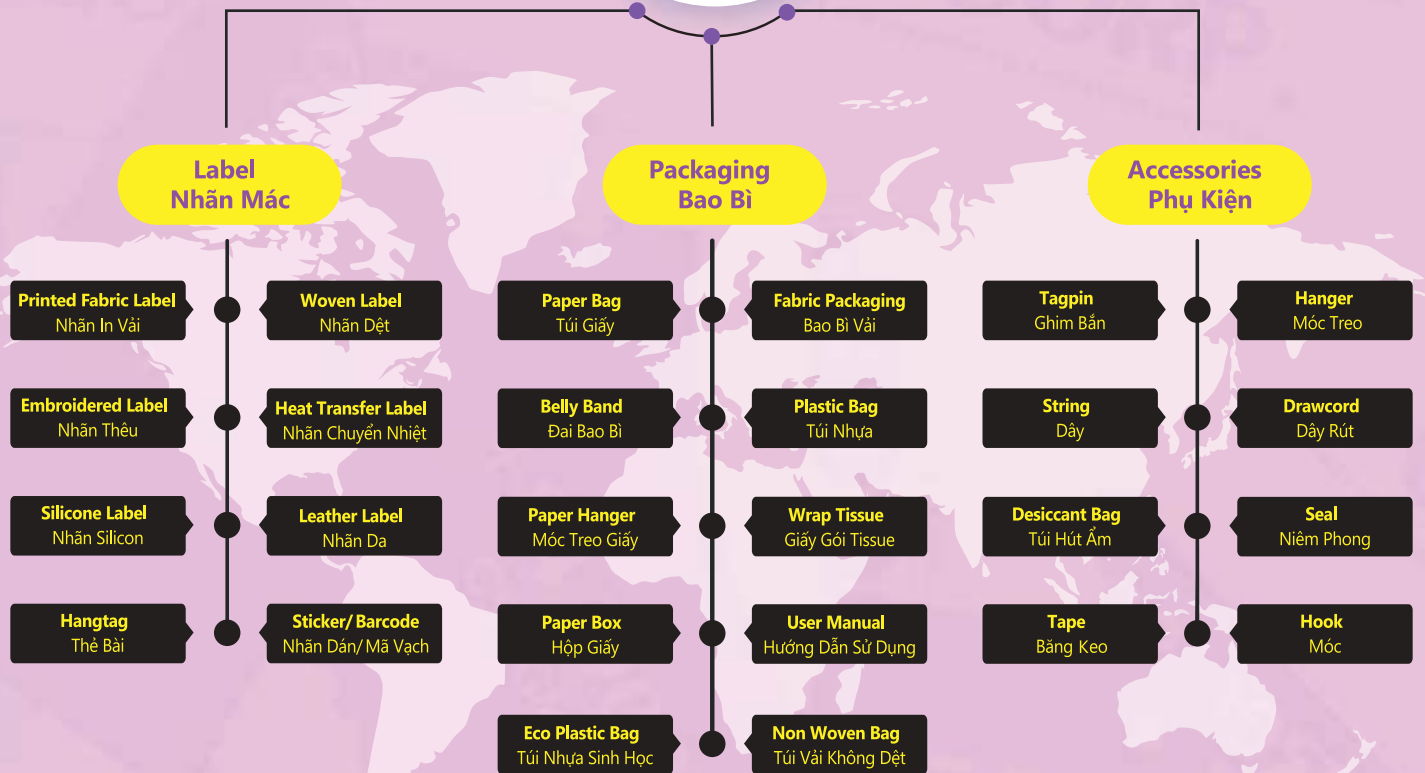 Label
Nhãn Mác
Printed Fabric Label
Nhãn In Vải
Woven Label
Nhãn Dệt
Embroidered Label
Nhãn Thêu
Heat Transfer Label
Nhãn Chuyển Nhiệt
Silicone Label
Nhãn Silicon
Leather Label
Nhãn Da
Hangtag
Thẻ Bài
Sticker/ Barcode
Nhãn Dán/ Mã Vạch
Packaging
Bao Bì
Paper Bag
Túi Giấy
Fabric Packaging
Bao Bì Vải
Belly Band
Đai Bao Bì
Plastic Bag
Túi Nhựa
Paper Hanger
Móc Treo Giấy
Wrap Tissue
Giấy Gói Tissue
Paper Box
Hộp Giấy
User Manual
Hướng Dẫn Sử Dụng
Eco Plastic Bag
Túi Nhựa Sinh Học
Non Woven Bag
Túi Vải Không Dệt
Accessories
Phụ Kiện
Tagpin
Ghim Bắn
Hanger
Móc Treo
String
Dây
Drawcord
Dây Rút
Desiccant Bag
Túi Hút Ẩm
Seal
Niêm Phong
Tape
Băng Keo
Hook
Móc